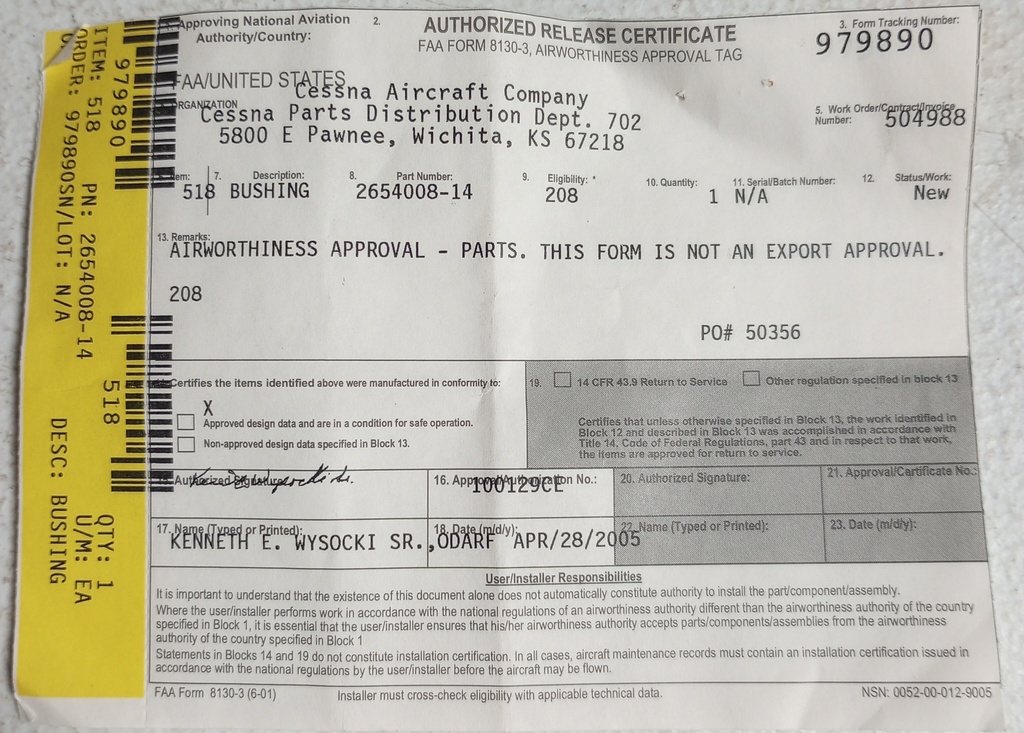 Approving National Aviation
Authority/Country:
2.
AUTHORIZED RELEASE CERTIFICATE
FAA FORM 8130-3, AIRWORTHINESS APPROVAL TAG
3. Form Tracking Number:
979890
FAA/UNITED STATES
ORGANIZATION
Cessna Aircraft Company
Cessna Parts Distribution Dept. 702
5800 E Pawnee, Wichita, KS 67218
5. Work Order/Contract/Invoice
Number: 504988
Item: 7. Description: 8. Part Number: 9. Eligibility: 10. Quantity: 11. Serial/Batch Number: 12. Status/Work:
518 BUSHING 2654008-14 208 1 N/A New
13. Remarks:
AIRWORTHINESS APPROVAL - PARTS. THIS FORM IS NOT AN EXPORT APPROVAL.
208
PO# 50356
Certifies the items identified above were manufactured in conformity to:
X
Approved design data and are in a condition for safe operation.
Non-approved design data specified in Block 13.
19. 14 CFR 43.9 Return to Service Other regulation specified in block 13
Certifies that unless otherwise specified in Block 13, the work identified in
Block 12 and described in Block 13 was accomplished in accordance with
Title 14, Code of Federal Regulations, part 43 and in respect to that work,
the items are approved for return to service.
15. Authorized Signature:
16. Approval/Authorization No.:
100129CE
20. Authorized Signature:
21. Approval/Certificate No.:
17. Name (Typed or Printed):
KENNETH E. WYSOCKI SR.,ODARF
18. Date (m/d/y):
APR/28/2005
22. Name (Typed or Printed):
23. Date (m/d/y):
User/Installer Responsibilities
It is important to understand that the existence of this document alone does not automatically constitute authority to install the part/component/assembly.
Where the user/installer performs work in accordance with the national regulations of an airworthiness authority different than the airworthiness authority of the country
specified in Block 1, it is essential that the user/installer ensures that his/her airworthiness authority accepts parts/components/assemblies from the airworthiness
authority of the country specified in Block 1
Statements in Blocks 14 and 19 do not constitute installation certification. In all cases, aircraft maintenance records must contain an installation certification issued in
accordance with the national regulations by the user/installer before the aircraft may be flown.
FAA Form 8130-3 (6-01)
Installer must cross-check eligibility with applicable technical data.
NSN: 0052-00-012-9005
979890
518
ITEM: 518 PN: 2654008-14 QTY: 1
ORDER: 979890 U/M: EA
SN/LOT: N/A DESC: BUSHING